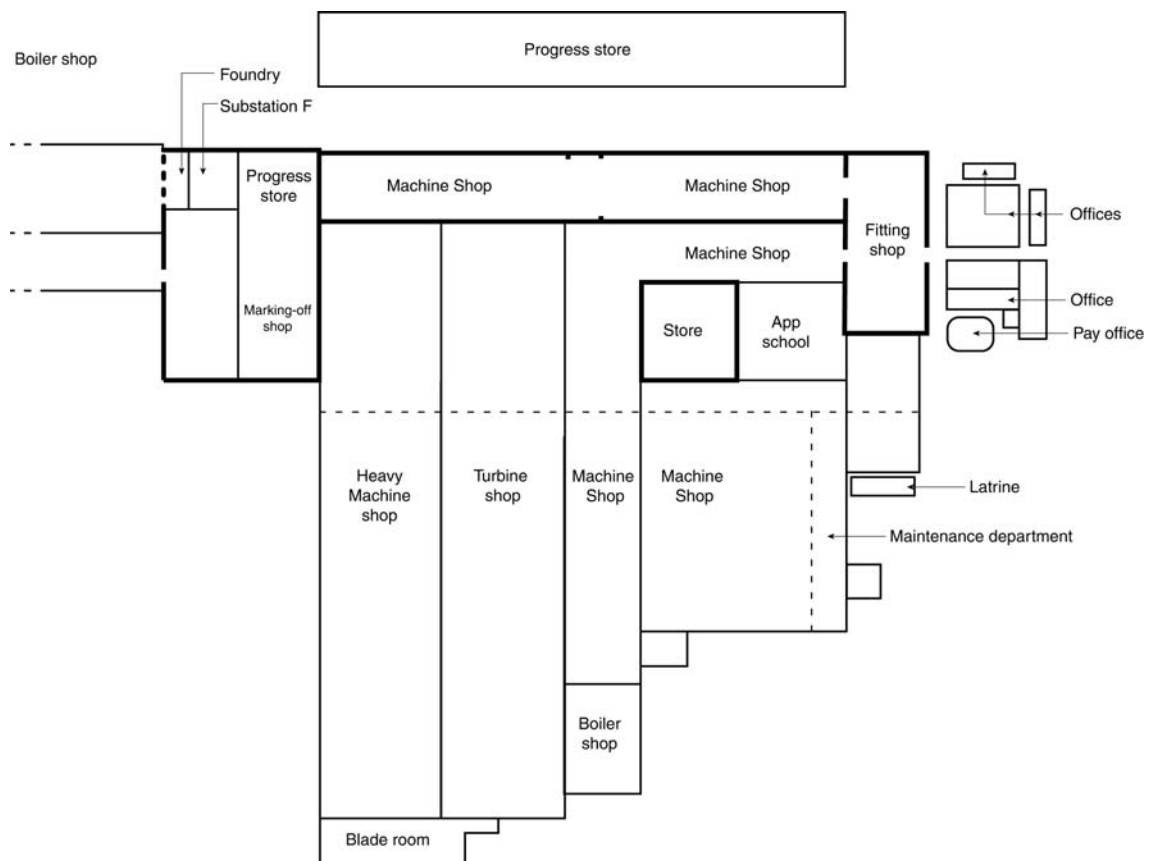 Progress store
Boiler shop
Foundry
Substation F
Progress
store
Machine Shop
Machine Shop
Offices
Fitting
shop
Machine Shop
Office
Marking-off
shop
Store
App
school
Pay office
Heavy
Machine
shop
Turbine
shop
Machine
Shop
Machine
Shop
Latrine
Maintenance department
Boiler
shop
Blade room